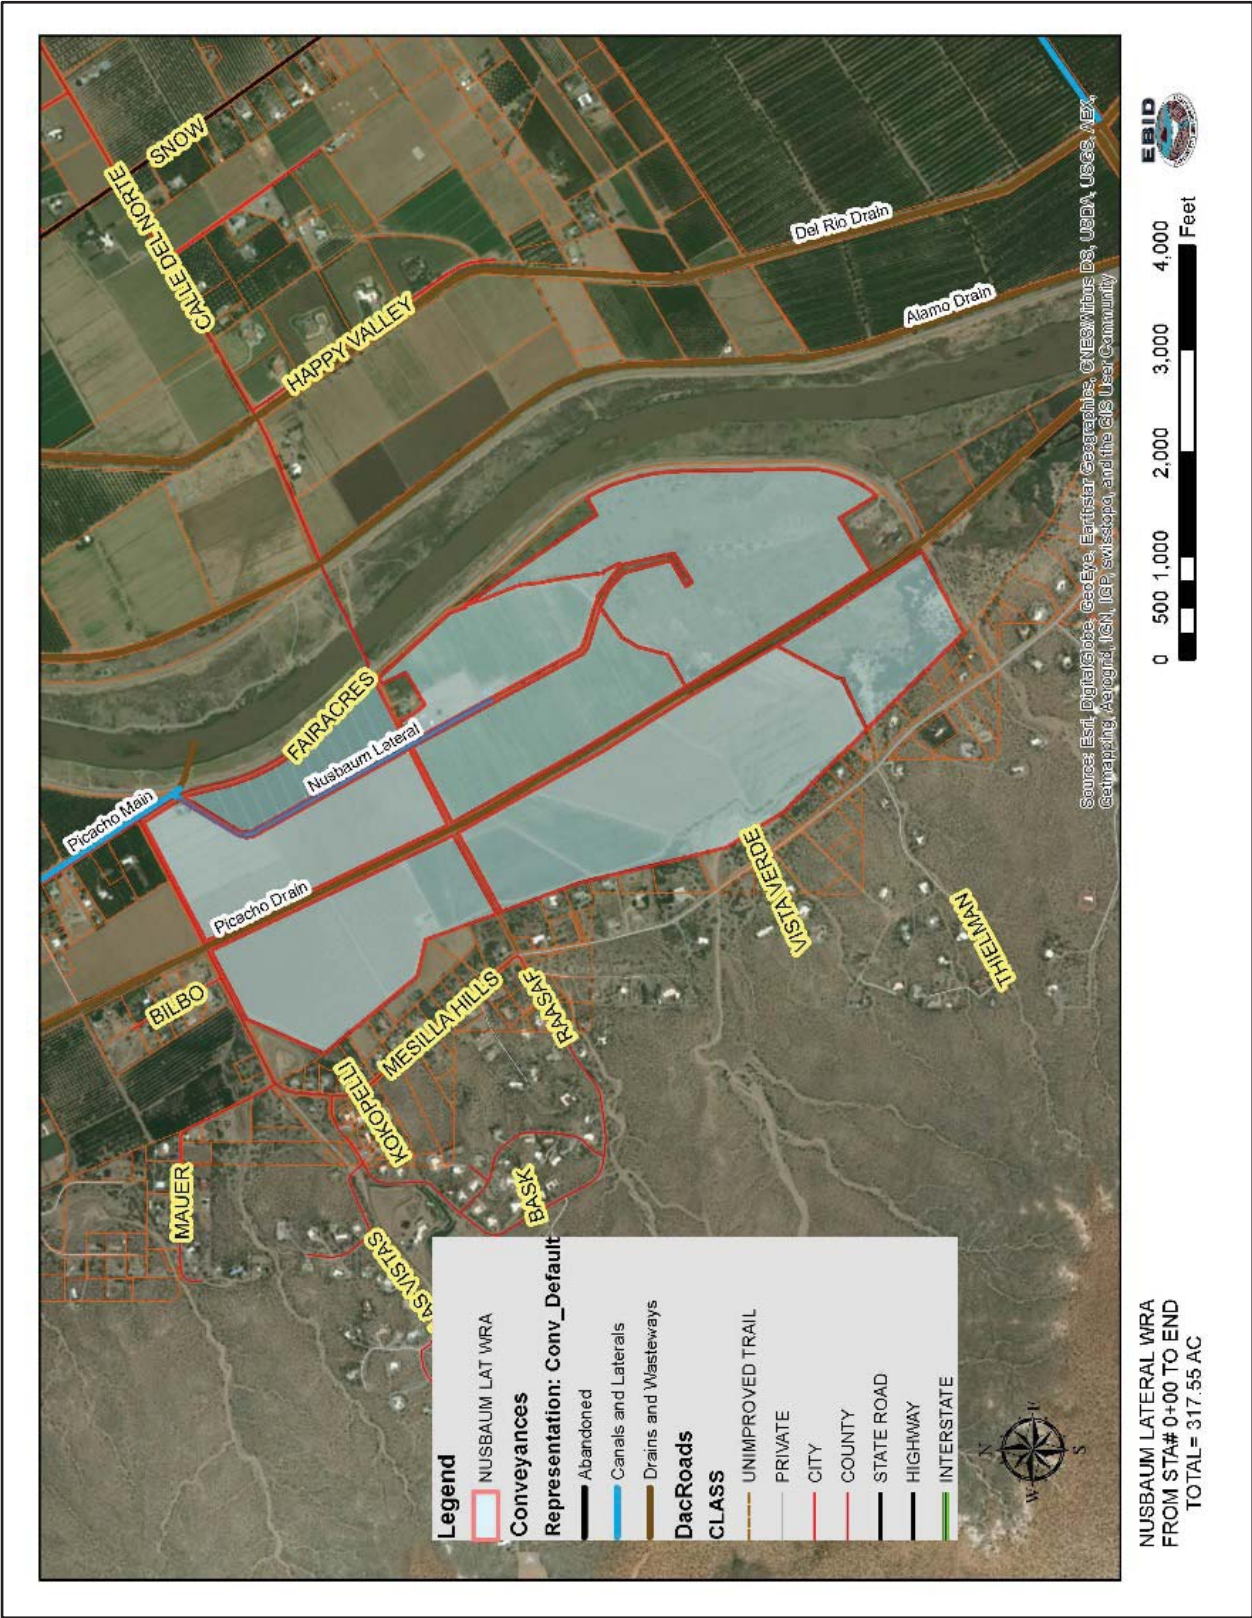 CALLE DEL NORTE
SNOW
HAPPY VALLEY
Del Rio Drain
Alamo Drain
FAIRACRES
Nusbaum Lateral
Picacho Main
Picacho Drain
BILBO
MESILLA HILLS
RAASAF
KOKOPELLI
VISTA VERDE
THIELMAN
MAUER
BASK
AS VISTAS
Legend
NUSBAUM LAT WRA
Conveyances
Representation: Conv_Default
Abandoned
Canals and Laterals
Drains and Wasteways
DacRoads
CLASS
UNIMPROVED TRAIL
PRIVATE
CITY
COUNTY
STATE ROAD
HIGHWAY
INTERSTATE
N
W
E
S
Source: Esri, DigitalGlobe, GeoEye, Earthstar Geographics, CNES/Airbus DS, USDA, USGS, AEX,
Getmapping, Aerogrid, IGN, IGP, swisstopo, and the GIS User Community
NUSBAUM LATERAL WRA
FROM STA# 0+00 TO END
TOTAL= 317.55 AC
0 500 1,000 2,000 3,000 4,000
Feet
EBID